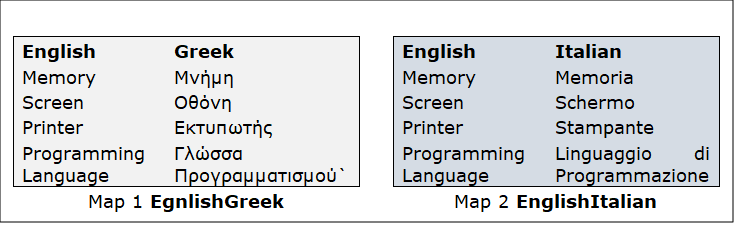 English Greek
Memory Μνήμη
Screen Οθόνη
Printer Εκτυπωτής
Programming Γλώσσα
Language Προγραμματισμού`
Map 1 EgnlishGreek
English Italian
Memory Memoria
Screen Schermo
Printer Stampante
Programming Linguaggio di
Language Programmazione
Map 2 EnglishItalian